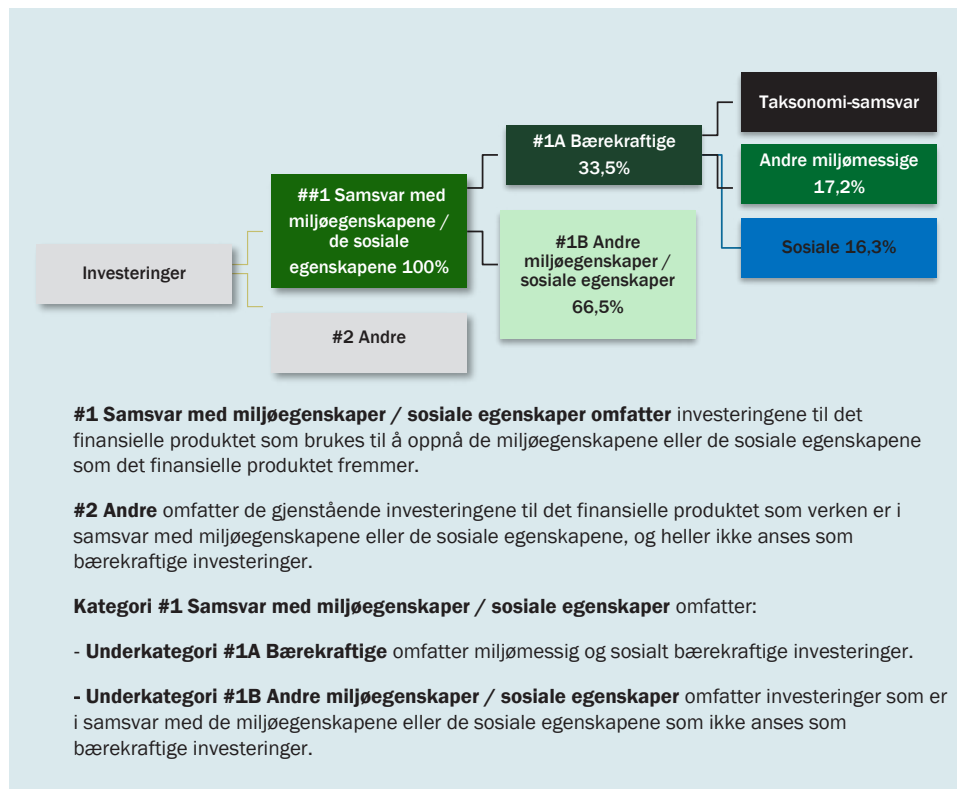 Taksonomi-samsvar
#1A Bærekraftige
33,5%
Andre miljømessige
17,2%
##1 Samsvar med
miljøegenskapene /
de sosiale
egenskapene 100%
#1B Andre
miljøegenskaper /
sosiale egenskaper
66,5%
Sosiale 16,3%
Investeringer
#2 Andre
#1 Samsvar med miljøegenskaper / sosiale egenskaper omfatter investeringene til det
finansielle produktet som brukes til å oppnå de miljøegenskapene eller de sosiale egenskapene
som det finansielle produktet fremmer.
#2 Andre omfatter de gjenstående investeringene til det finansielle produktet som verken er i
samsvar med miljøegenskapene eller de sosiale egenskapene, og heller ikke anses som
bærekraftige investeringer.
Kategori #1 Samsvar med miljøegenskaper / sosiale egenskaper omfatter:
- Underkategori #1A Bærekraftige omfatter miljømessig og sosialt bærekraftige investeringer.
- Underkategori #1B Andre miljøegenskaper / sosiale egenskaper omfatter investeringer som er
i samsvar med de miljøegenskapene eller de sosiale egenskapene som ikke anses som
bærekraftige investeringer.